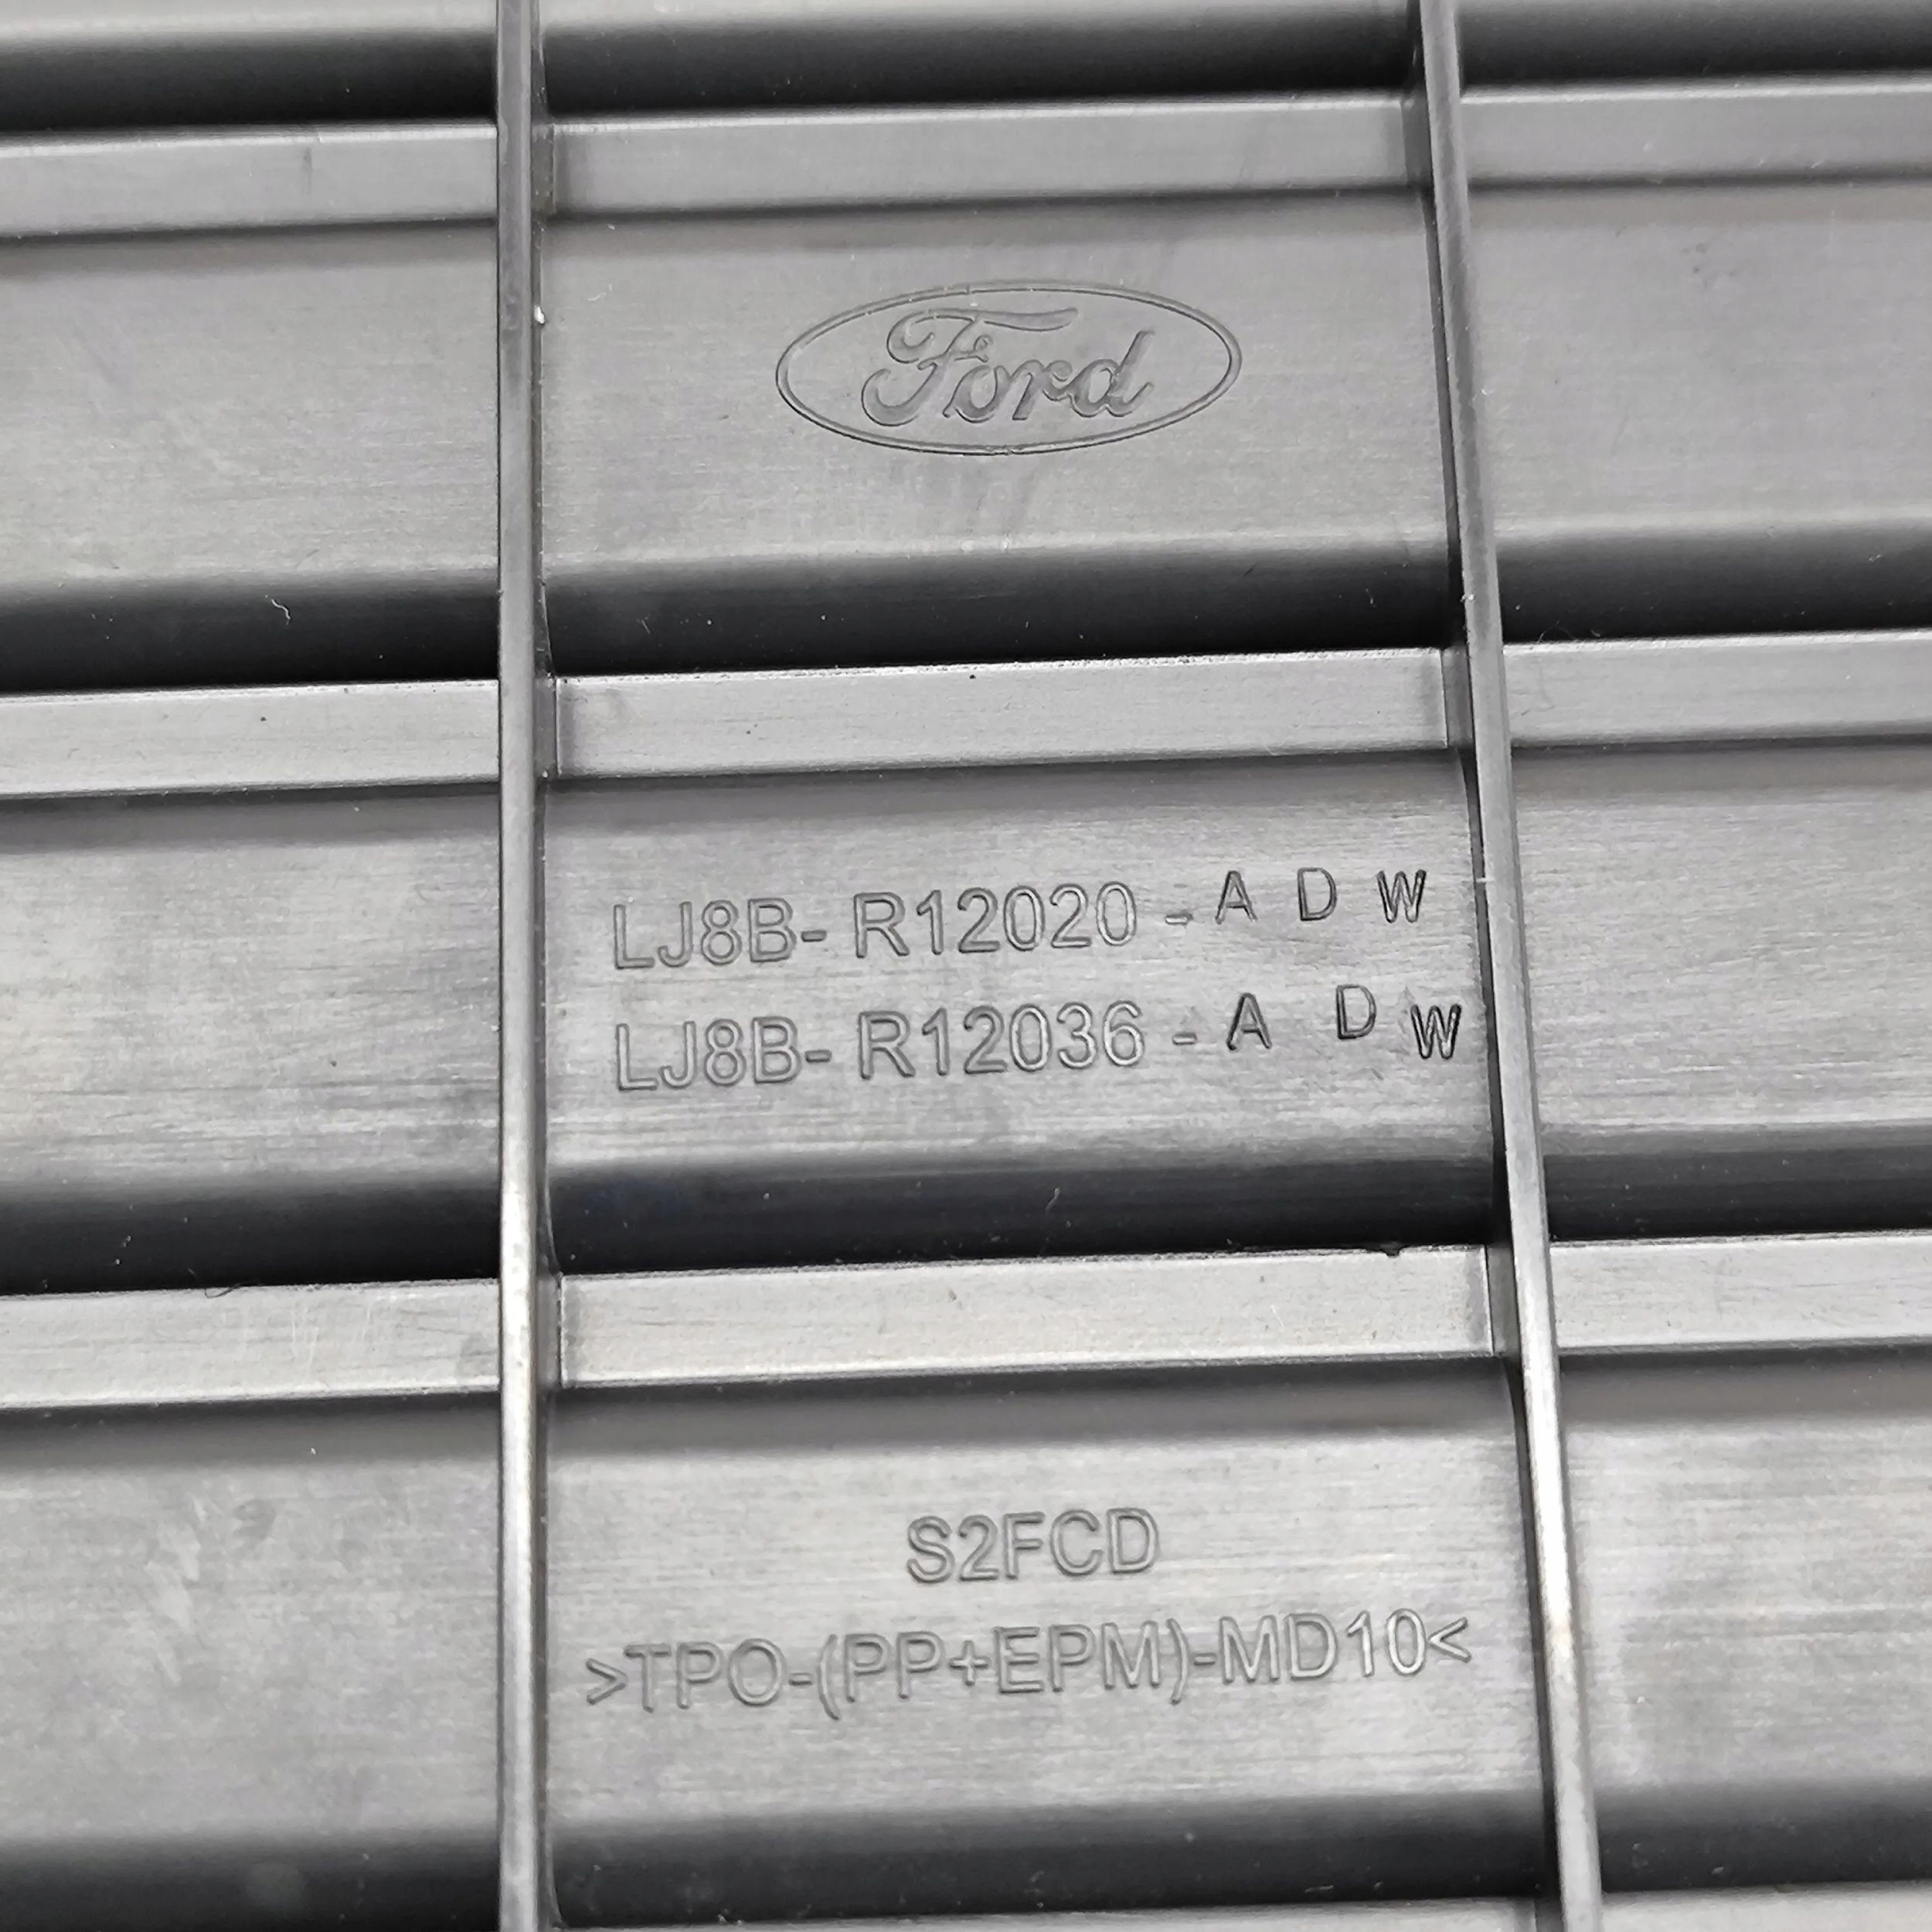 Ford
LJ8B- R12020 - A D W
LJ8B- R12036 - A D W
S2FCD
>TPO-(PP+EPM)-MD10<